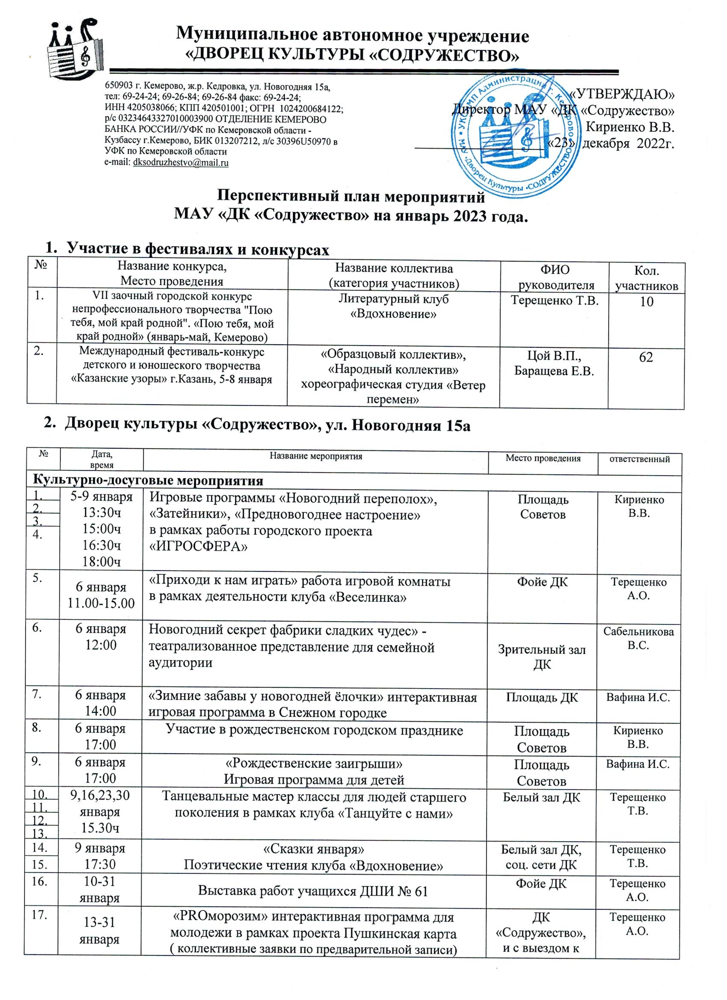 Муниципальное автономное учреждение
«ДВОРЕЦ КУЛЬТУРЫ «СОДРУЖЕСТВО»
650903 г. Кемерово, ж.р. Кедровка, ул. Новогодняя 15а,
тел: 69-24-24; 69-26-84; 69-26-84 факс: 69-24-24;
ИНН 4205038066; КПП 420501001; ОГРН 1024200684122;
р/с 03234643327010003900 ОТДЕЛЕНИЕ КЕМЕРОВО
БАНКА РОССИИ//УФК по Кемеровской области -
Кузбассу г.Кемерово, БИК 013207212, л/с 30396U50970 в
УФК по Кемеровской области
e-mail: dksodruzhestvo@mail.ru
«УТВЕРЖДАЮ»
Директор МАУ «ДК «Содружество»
Кириенко В.В.
«23» декабря 2022г.
МАУ • УКСиМП Администрации г. Кемерово •
•Дворец Культуры •СОДРУЖЕСТВО•
Перспективный план мероприятий
МАУ «ДК «Содружество» на январь 2023 года.
1. Участие в фестивалях и конкурсах
№
Название конкурса,
Место проведения
Название коллектива
(категория участников)
ФИО
руководителя
Кол.
участников
1.
VII заочный городской конкурс
непрофессионального творчества "Пою
тебя, мой край родной". «Пою тебя, мой
край родной» (январь-май, Кемерово)
Литературный клуб
«Вдохновение»
Терещенко Т.В.
10
2.
Международный фестиваль-конкурс
детского и юношеского творчества
«Казанские узоры» г.Казань, 5-8 января
«Образцовый коллектив»,
«Народный коллектив»
хореографическая студия «Ветер
перемен»
Цой В.П.,
Баращева Е.В.
62
2. Дворец культуры «Содружество», ул. Новогодняя 15а
№
Дата,
время
Название мероприятия
Место проведения
ответственный
Культурно-досуговые мероприятия
1.
2.
3.
4.
5-9 января
13:30ч
15:00ч
16:30ч
18:00ч
Игровые программы «Новогодний переполох»,
«Затейники», «Предновогоднее настроение»
в рамках работы городского проекта
«ИГРОСФЕРА»
Площадь
Советов
Кириенко
В.В.
5.
6 января
11.00-15.00
«Приходи к нам играть» работа игровой комнаты
в рамках деятельности клуба «Веселинка»
Фойе ДК
Терещенко
А.О.
6.
6 января
12:00
Новогодний секрет фабрики сладких чудес» -
театрализованное представление для семейной
аудитории
Зрительный зал
ДК
Сабельникова
В.С.
7.
6 января
14:00
«Зимние забавы у новогодней ёлочки» интерактивная
игровая программа в Снежном городке
Площадь ДК
Вафина И.С.
8.
6 января
17:00
Участие в рождественском городском празднике
Площадь
Советов
Кириенко
В.В.
9.
6 января
17:00
«Рождественские заигрыши»
Игровая программа для детей
Площадь
Советов
Вафина И.С.
10.
11.
12.
13.
9,16,23,30
января
15.30ч
Танцевальные мастер классы для людей старшего
поколения в рамках клуба «Танцуйте с нами»
Белый зал ДК
Терещенко
Т.В.
14.
15.
9 января
17:30
«Сказки января»
Поэтические чтения клуба «Вдохновение»
Белый зал ДК,
соц. сети ДК
Терещенко
Т.В.
16.
10-31
января
Выставка работ учащихся ДШИ № 61
Фойе ДК
Терещенко
А.О.
17.
13-31
января
«PROморозим» интерактивная программа для
молодежи в рамках проекта Пушкинская карта
( коллективные заявки по предварительной записи)
ДК
«Содружество»,
и с выездом к
Терещенко
А.О.